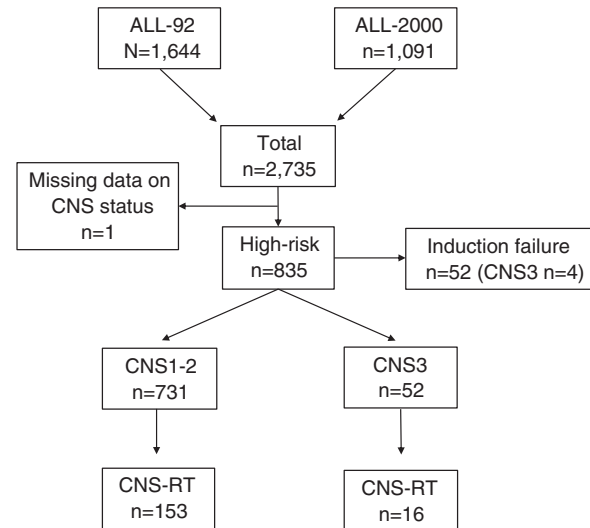 ALL-92
N=1,644
ALL-2000
n=1,091
Total
n=2,735
Missing data on
CNS status
n=1
High-risk
n=835
Induction failure
n=52 (CNS3 n=4)
CNS1-2
n=731
CNS3
n=52
CNS-RT
n=153
CNS-RT
n=16